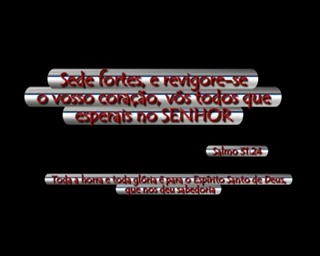 Sede fortes, e revigore-se
o vosso coração, vós todos que
esperais no SENHOR
Salmo 31:24
Toda a honra e toda glória é para o Espírito Santo de Deus,
que nos deu sabedoria